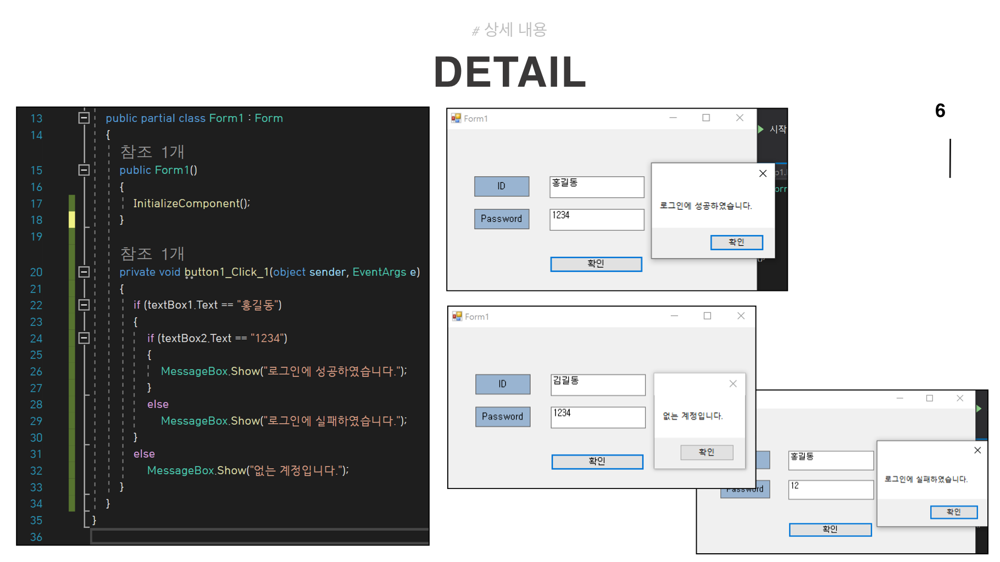 # 상세 내용
DETAIL
6
13 public partial class Form1 : Form
14 {
참조 1개
15 public Form1()
16 {
17 InitializeComponent();
18 }
19
참조 1개
20 private void button1_Click_1(object sender, EventArgs e)
21 {
22 if (textBox1.Text == "홍길동")
23 {
24 if (textBox2.Text == "1234")
25 {
26 MessageBox.Show("로그인에 성공하였습니다.");
27 }
28 else
29 MessageBox.Show("로그인에 실패하였습니다.");
30 }
31 else
32 MessageBox.Show("없는 계정입니다.");
33 }
34 }
35 }
36
Form1
시작
ID
홍길동
Password
1234
확인
로그인에 성공하였습니다.
확인
Form1
ID
김길동
Password
1234
확인
없는 계정입니다.
확인
홍길동
Password
12
확인
로그인에 실패하였습니다.
확인